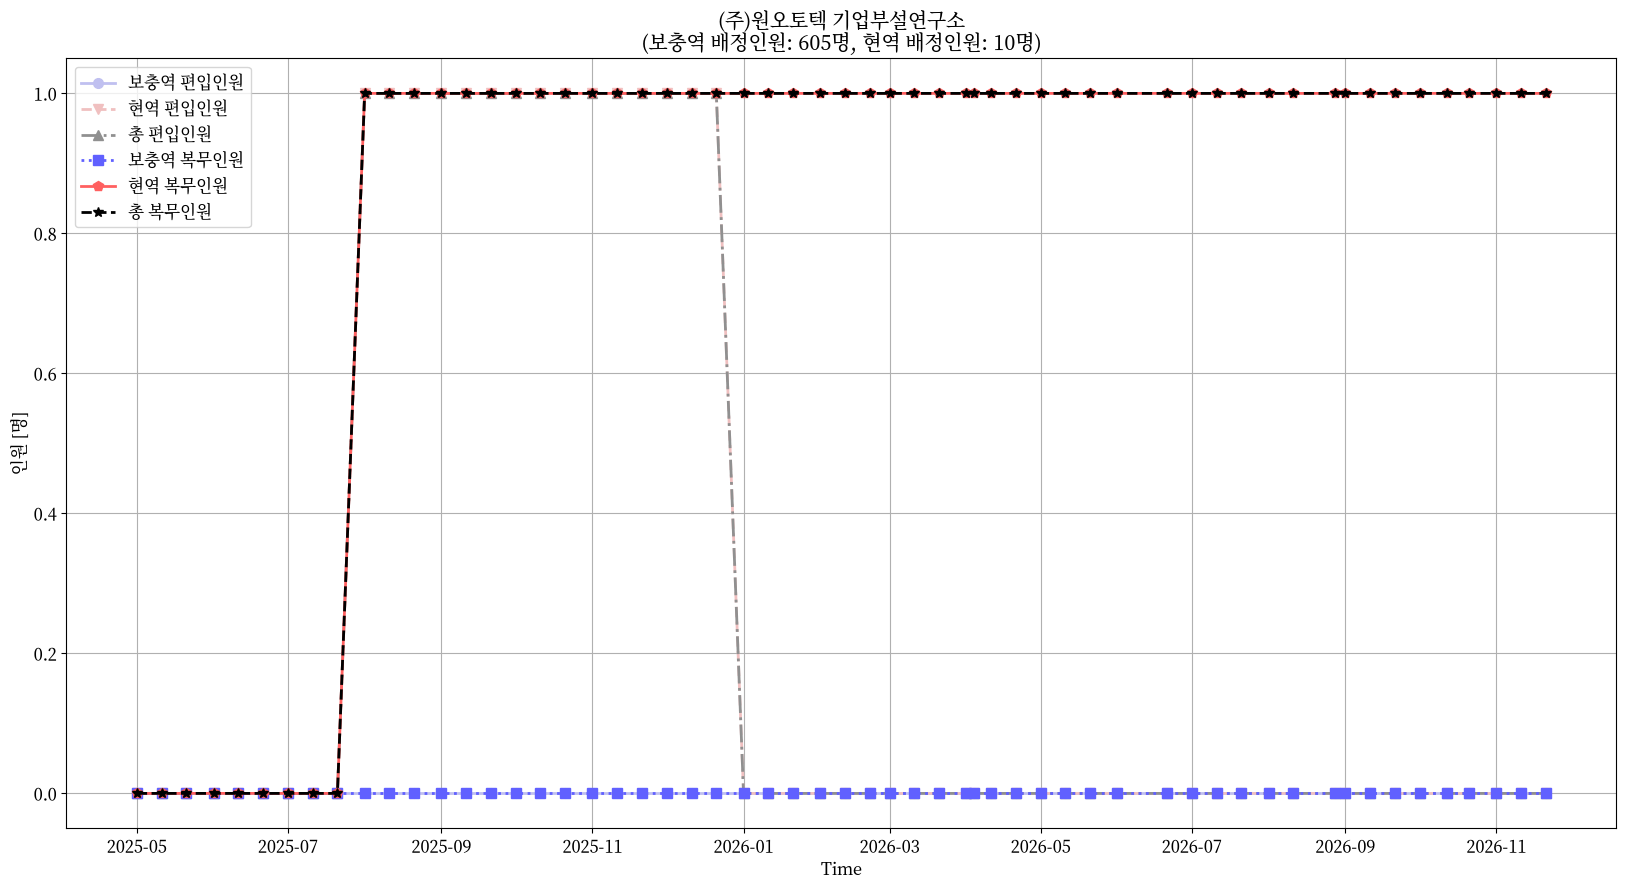 (주)원오토텍 기업부설연구소
(보충역 배정인원: 605명, 현역 배정인원: 10명)
보충역 편입인원
현역 편입인원
총 편입인원
보충역 복무인원
현역 복무인원
총 복무인원
1.0
0.8
0.6
0.4
0.2
0.0
인원 [명]
2025-05 2025-07 2025-09 2025-11 2026-01 2026-03 2026-05 2026-07 2026-09 2026-11
Time